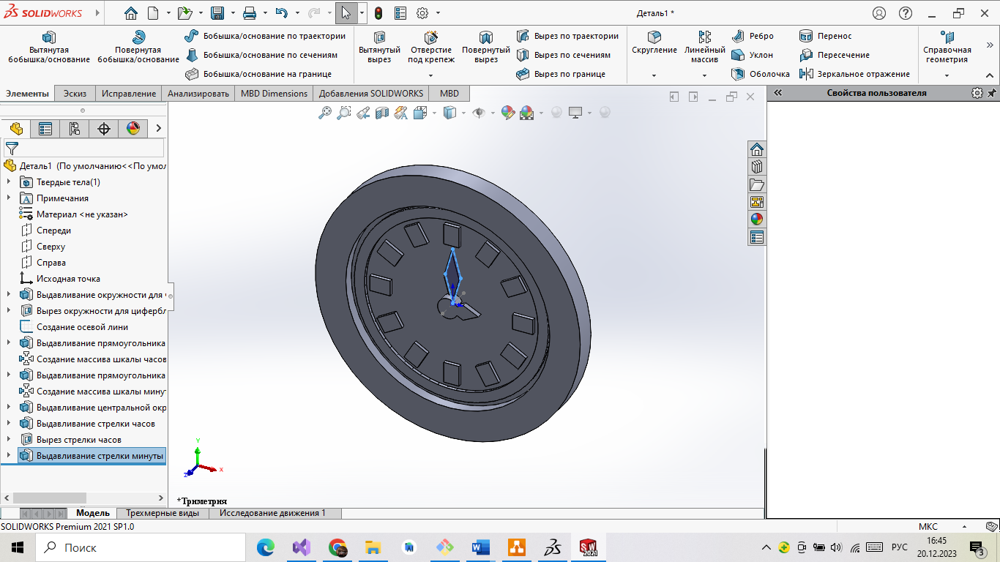 SOLIDWORKS
Деталь1 *
Вытянутая бобышка/основание
Повернутая бобышка/основание
Бобышка/основание по траектории
Бобышка/основание по сечениям
Бобышка/основание на границе
Вытянутый вырез
Отверстие под крепеж
Повернутый вырез
Вырез по траектории
Вырез по сечениям
Вырез по границе
Скругление
Линейный массив
Ребро
Уклон
Оболочка
Перенос
Пересечение
Зеркальное отражение
Справочная геометрия
Элементы
Эскиз
Исправление
Анализировать
MBD Dimensions
Добавления SOLIDWORKS
MBD
Свойства пользователя
Деталь1 (По умолчанию<<По умол
Твердые тела(1)
Примечания
Материал <не указан>
Спереди
Сверху
Справа
Исходная точка
Выдавливание окружности для
Вырез окружности для цифербл
Создание осевой лини
Выдавливание прямоугольника
Создание массива шкалы часов
Выдавливание прямоугольника
Создание массива шкалы мину
Выдавливание центральной окр
Выдавливание стрелки часов
Вырез стрелки часов
Выдавливание стрелки минуты
Y
X
Z
*Триметрия
Модель
Трехмерные виды
Исследование движения 1
SOLIDWORKS Premium 2021 SP1.0
МКС
Поиск
SW
2021
РУС
16:45
20.12.2023
3